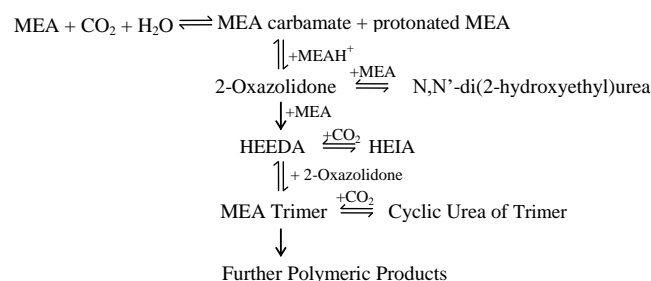 MEA + CO₂ + H₂O ⇌ MEA carbamate + protonated MEA
+MEAH⁺
2-Oxazolidone +MEA ⇌ N,N’-di(2-hydroxyethyl)urea
+MEA
HEEDA +CO₂ ⇌ HEIA
+ 2-Oxazolidone
MEA Trimer +CO₂ ⇌ Cyclic Urea of Trimer
Further Polymeric Products